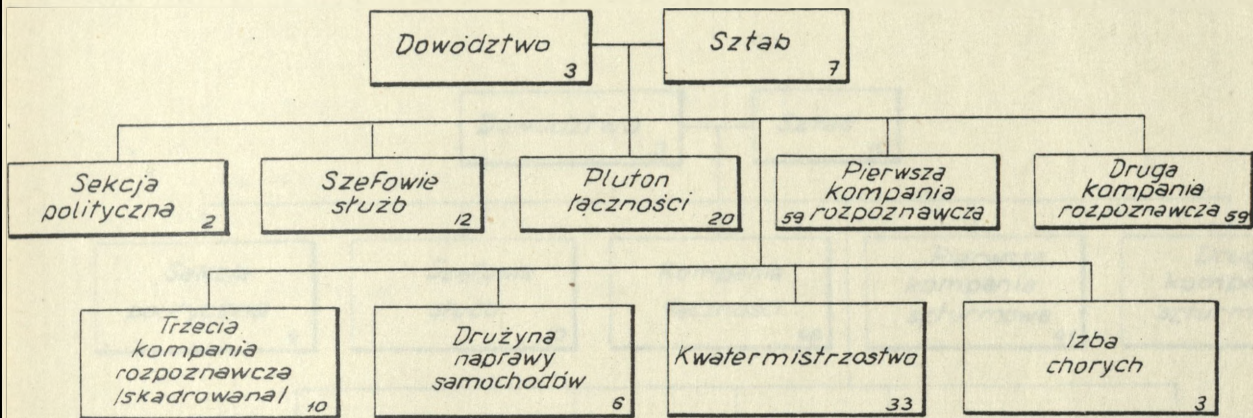 Dowództwo
3
Sztab
7
Sekcja
polityczna
2
Szefowie
służb
12
Pluton
łączności
20
Pierwsza
kompania
59 rozpoznawcza
Druga
kompania
rozpoznawcza 59
Trzecia
kompania
rozpoznawcza
/skadrowana/ 10
Drużyna
naprawy
samochodów
6
Kwatermistrzostwo
33
Izba
chorych
3